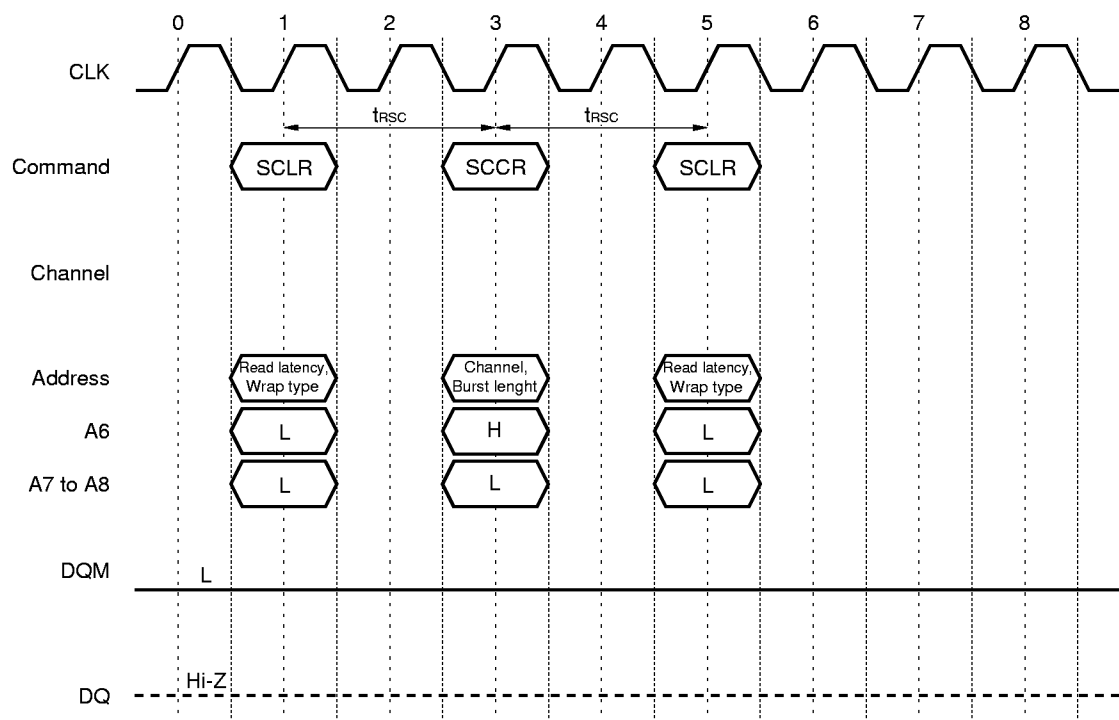 0 1 2 3 4 5 6 7 8
CLK
tRSC tRSC
Command SCLR SCCR SCLR
Channel
Address Read latency, Wrap type Channel, Burst lenght Read latency, Wrap type
A6 L H L
A7 to A8 L L L
DQM L
DQ Hi-Z